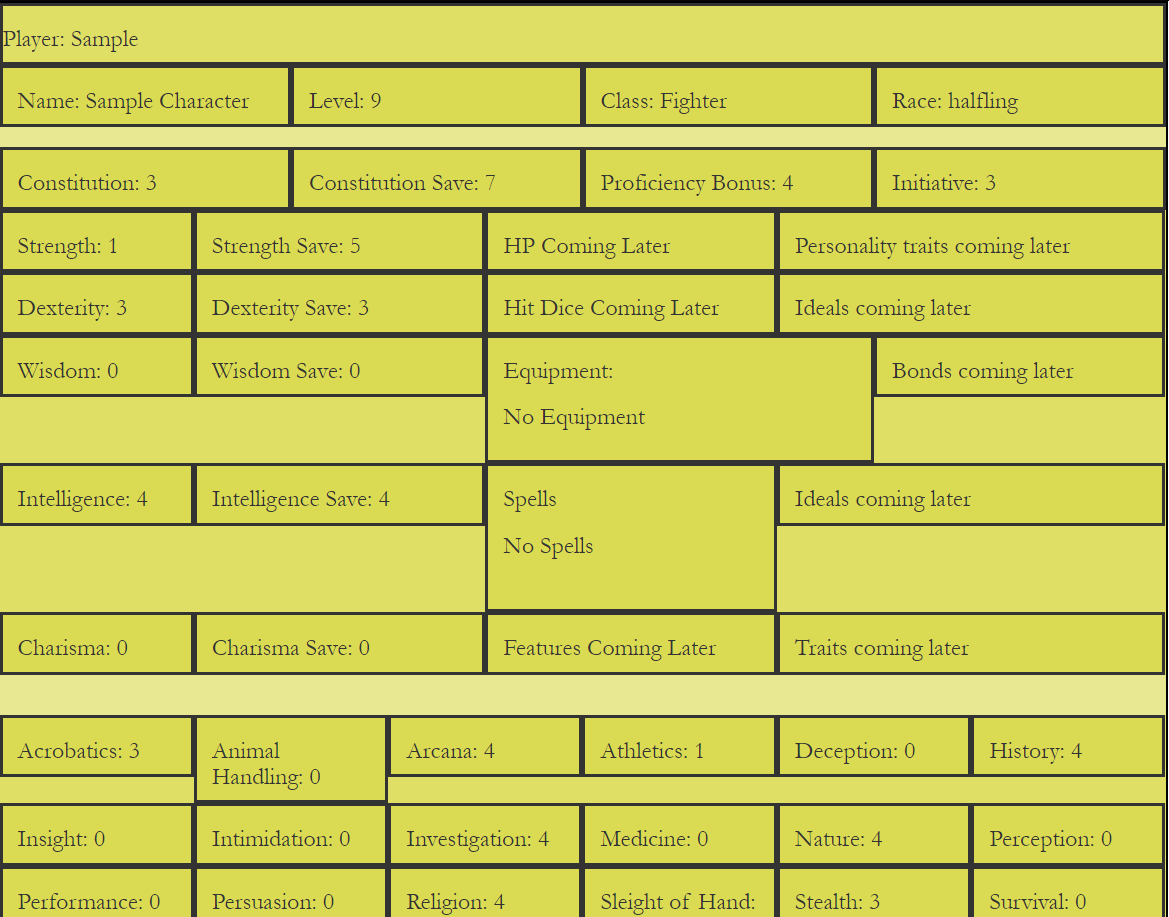 Player: Sample
Name: Sample Character
Level: 9
Class: Fighter
Race: halfling
Constitution: 3
Constitution Save: 7
Proficiency Bonus: 4
Initiative: 3
Strength: 1
Strength Save: 5
HP Coming Later
Personality traits coming later
Dexterity: 3
Dexterity Save: 3
Hit Dice Coming Later
Ideals coming later
Wisdom: 0
Wisdom Save: 0
Equipment:
No Equipment
Bonds coming later
Intelligence: 4
Intelligence Save: 4
Spells
No Spells
Ideals coming later
Charisma: 0
Charisma Save: 0
Features Coming Later
Traits coming later
Acrobatics: 3
Animal
Handling: 0
Arcana: 4
Athletics: 1
Deception: 0
History: 4
Insight: 0
Intimidation: 0
Investigation: 4
Medicine: 0
Nature: 4
Perception: 0
Performance: 0
Persuasion: 0
Religion: 4
Sleight of Hand:
Stealth: 3
Survival: 0